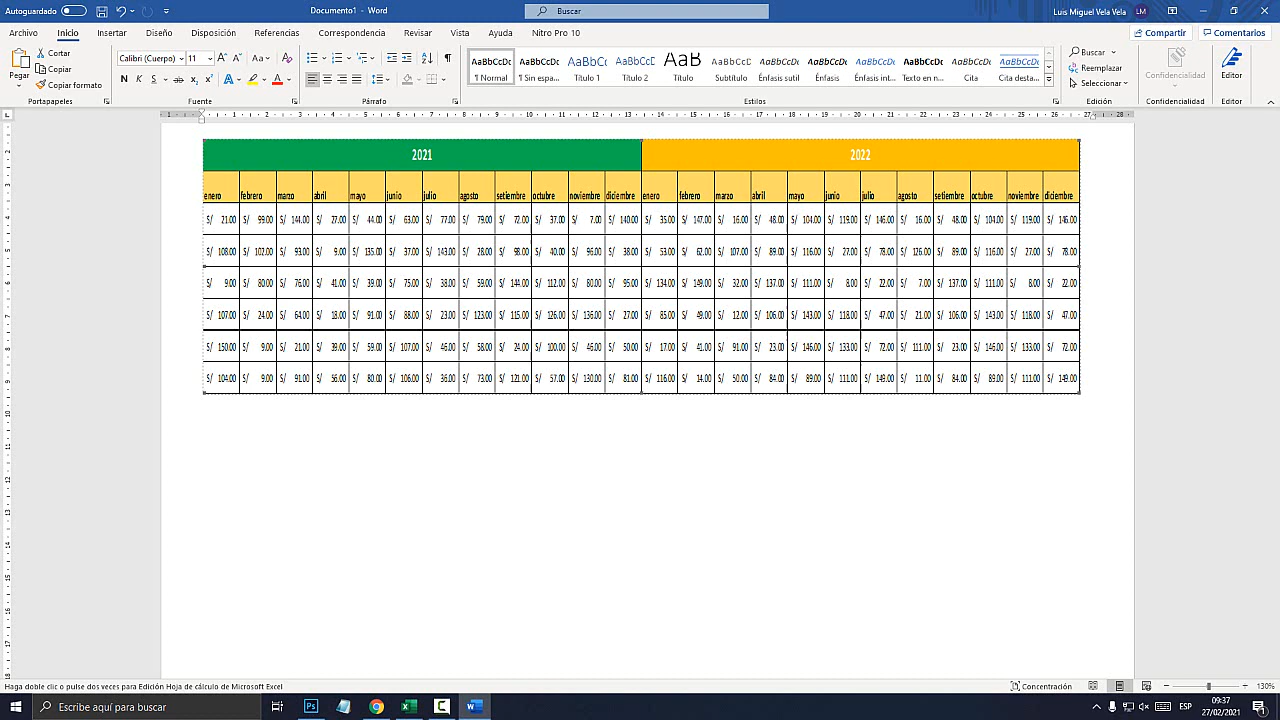 Autoguardado
Documento1 - Word
Buscar
Luis Miguel Vela Vela
LM
Archivo Inicio Insertar Diseño Disposición Referencias Correspondencia Revisar Vista Ayuda Nitro Pro 10
Compartir Comentarios
Pegar
Cortar
Copiar
Copiar formato
Calibri (Cuerpo) 11
AaBbCcDc AaBbCcDc AaBbC AaBbCcD AaB AaBbCcD AaBbCcDc AaBbCcDc AaBbCcDc AaBbCcDc AaBbCcDc AaBbCcDc
1 Normal 1 Sin espa... Título 1 Título 2 Título Subtítulo Énfasis sutil Énfasis Énfasis int... Texto en n... Cita Cita desta...
Buscar
Reemplazar
Seleccionar
Confidencialidad
Editor
Portapapeles Fuente Párrafo Estilos Edición Confidencialidad Editor
2021 2022
enero febrero marzo abril mayo junio julio agosto setiembre octubre noviembre diciembre enero febrero marzo abril mayo junio julio agosto setiembre octubre noviembre diciembre
S/ 21.00 S/ 99.00 S/ 144.00 S/ 27.00 S/ 44.00 S/ 63.00 S/ 77.00 S/ 79.00 S/ 72.00 S/ 37.00 S/ 7.00 S/ 140.00 S/ 35.00 S/ 147.00 S/ 16.00 S/ 48.00 S/ 104.00 S/ 119.00 S/ 146.00 S/ 16.00 S/ 48.00 S/ 104.00 S/ 119.00 S/ 146.00
S/ 108.00 S/ 102.00 S/ 93.00 S/ 9.00 S/ 135.00 S/ 37.00 S/ 143.00 S/ 28.00 S/ 98.00 S/ 40.00 S/ 96.00 S/ 38.00 S/ 53.00 S/ 62.00 S/ 107.00 S/ 89.00 S/ 116.00 S/ 27.00 S/ 78.00 S/ 126.00 S/ 89.00 S/ 116.00 S/ 27.00 S/ 78.00
S/ 9.00 S/ 80.00 S/ 76.00 S/ 41.00 S/ 39.00 S/ 75.00 S/ 38.00 S/ 59.00 S/ 144.00 S/ 112.00 S/ 80.00 S/ 95.00 S/ 134.00 S/ 149.00 S/ 32.00 S/ 137.00 S/ 111.00 S/ 8.00 S/ 22.00 S/ 7.00 S/ 137.00 S/ 111.00 S/ 8.00 S/ 22.00
S/ 107.00 S/ 24.00 S/ 64.00 S/ 18.00 S/ 91.00 S/ 88.00 S/ 23.00 S/ 123.00 S/ 115.00 S/ 126.00 S/ 136.00 S/ 27.00 S/ 85.00 S/ 49.00 S/ 12.00 S/ 106.00 S/ 143.00 S/ 118.00 S/ 47.00 S/ 21.00 S/ 106.00 S/ 143.00 S/ 118.00 S/ 47.00
S/ 150.00 S/ 9.00 S/ 21.00 S/ 39.00 S/ 59.00 S/ 107.00 S/ 46.00 S/ 58.00 S/ 24.00 S/ 100.00 S/ 46.00 S/ 50.00 S/ 17.00 S/ 41.00 S/ 91.00 S/ 23.00 S/ 146.00 S/ 133.00 S/ 72.00 S/ 111.00 S/ 23.00 S/ 146.00 S/ 133.00 S/ 72.00
S/ 104.00 S/ 9.00 S/ 91.00 S/ 56.00 S/ 80.00 S/ 106.00 S/ 36.00 S/ 73.00 S/ 121.00 S/ 57.00 S/ 130.00 S/ 81.00 S/ 116.00 S/ 14.00 S/ 50.00 S/ 84.00 S/ 89.00 S/ 111.00 S/ 149.00 S/ 11.00 S/ 84.00 S/ 89.00 S/ 111.00 S/ 149.00
Haga doble clic o pulse dos veces para Edición Hoja de cálculo de Microsoft Excel
Concentración
130%
Escribe aquí para buscar
ESP
09:37
27/02/2021